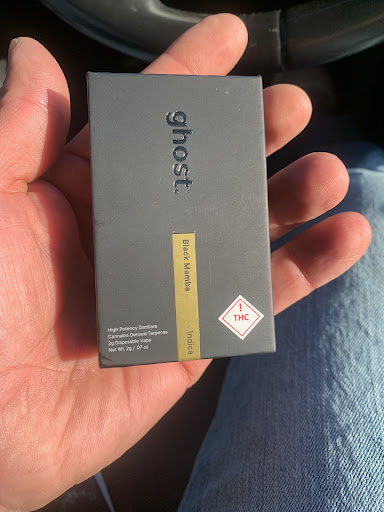 ghost.
Black Mamba
Indica
High Potency Distillate
Cannabis Derived Terpenes
2g Disposable Vape
Net Wt. 2g / .07 oz
!
THC